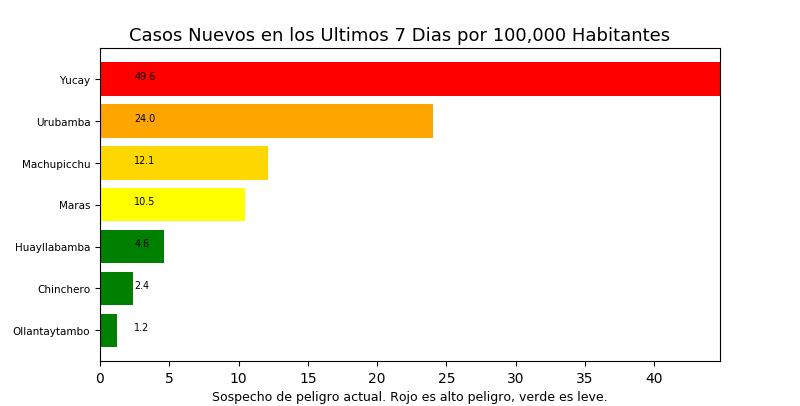 Casos Nuevos en los Ultimos 7 Dias por 100,000 Habitantes
Yucay 49.6
Urubamba 24.0
Machupicchu 12.1
Maras 10.5
Huayllabamba 4.6
Chinchero 2.4
Ollantaytambo 1.2
0 5 10 15 20 25 30 35 40
Sospecho de peligro actual. Rojo es alto peligro, verde es leve.